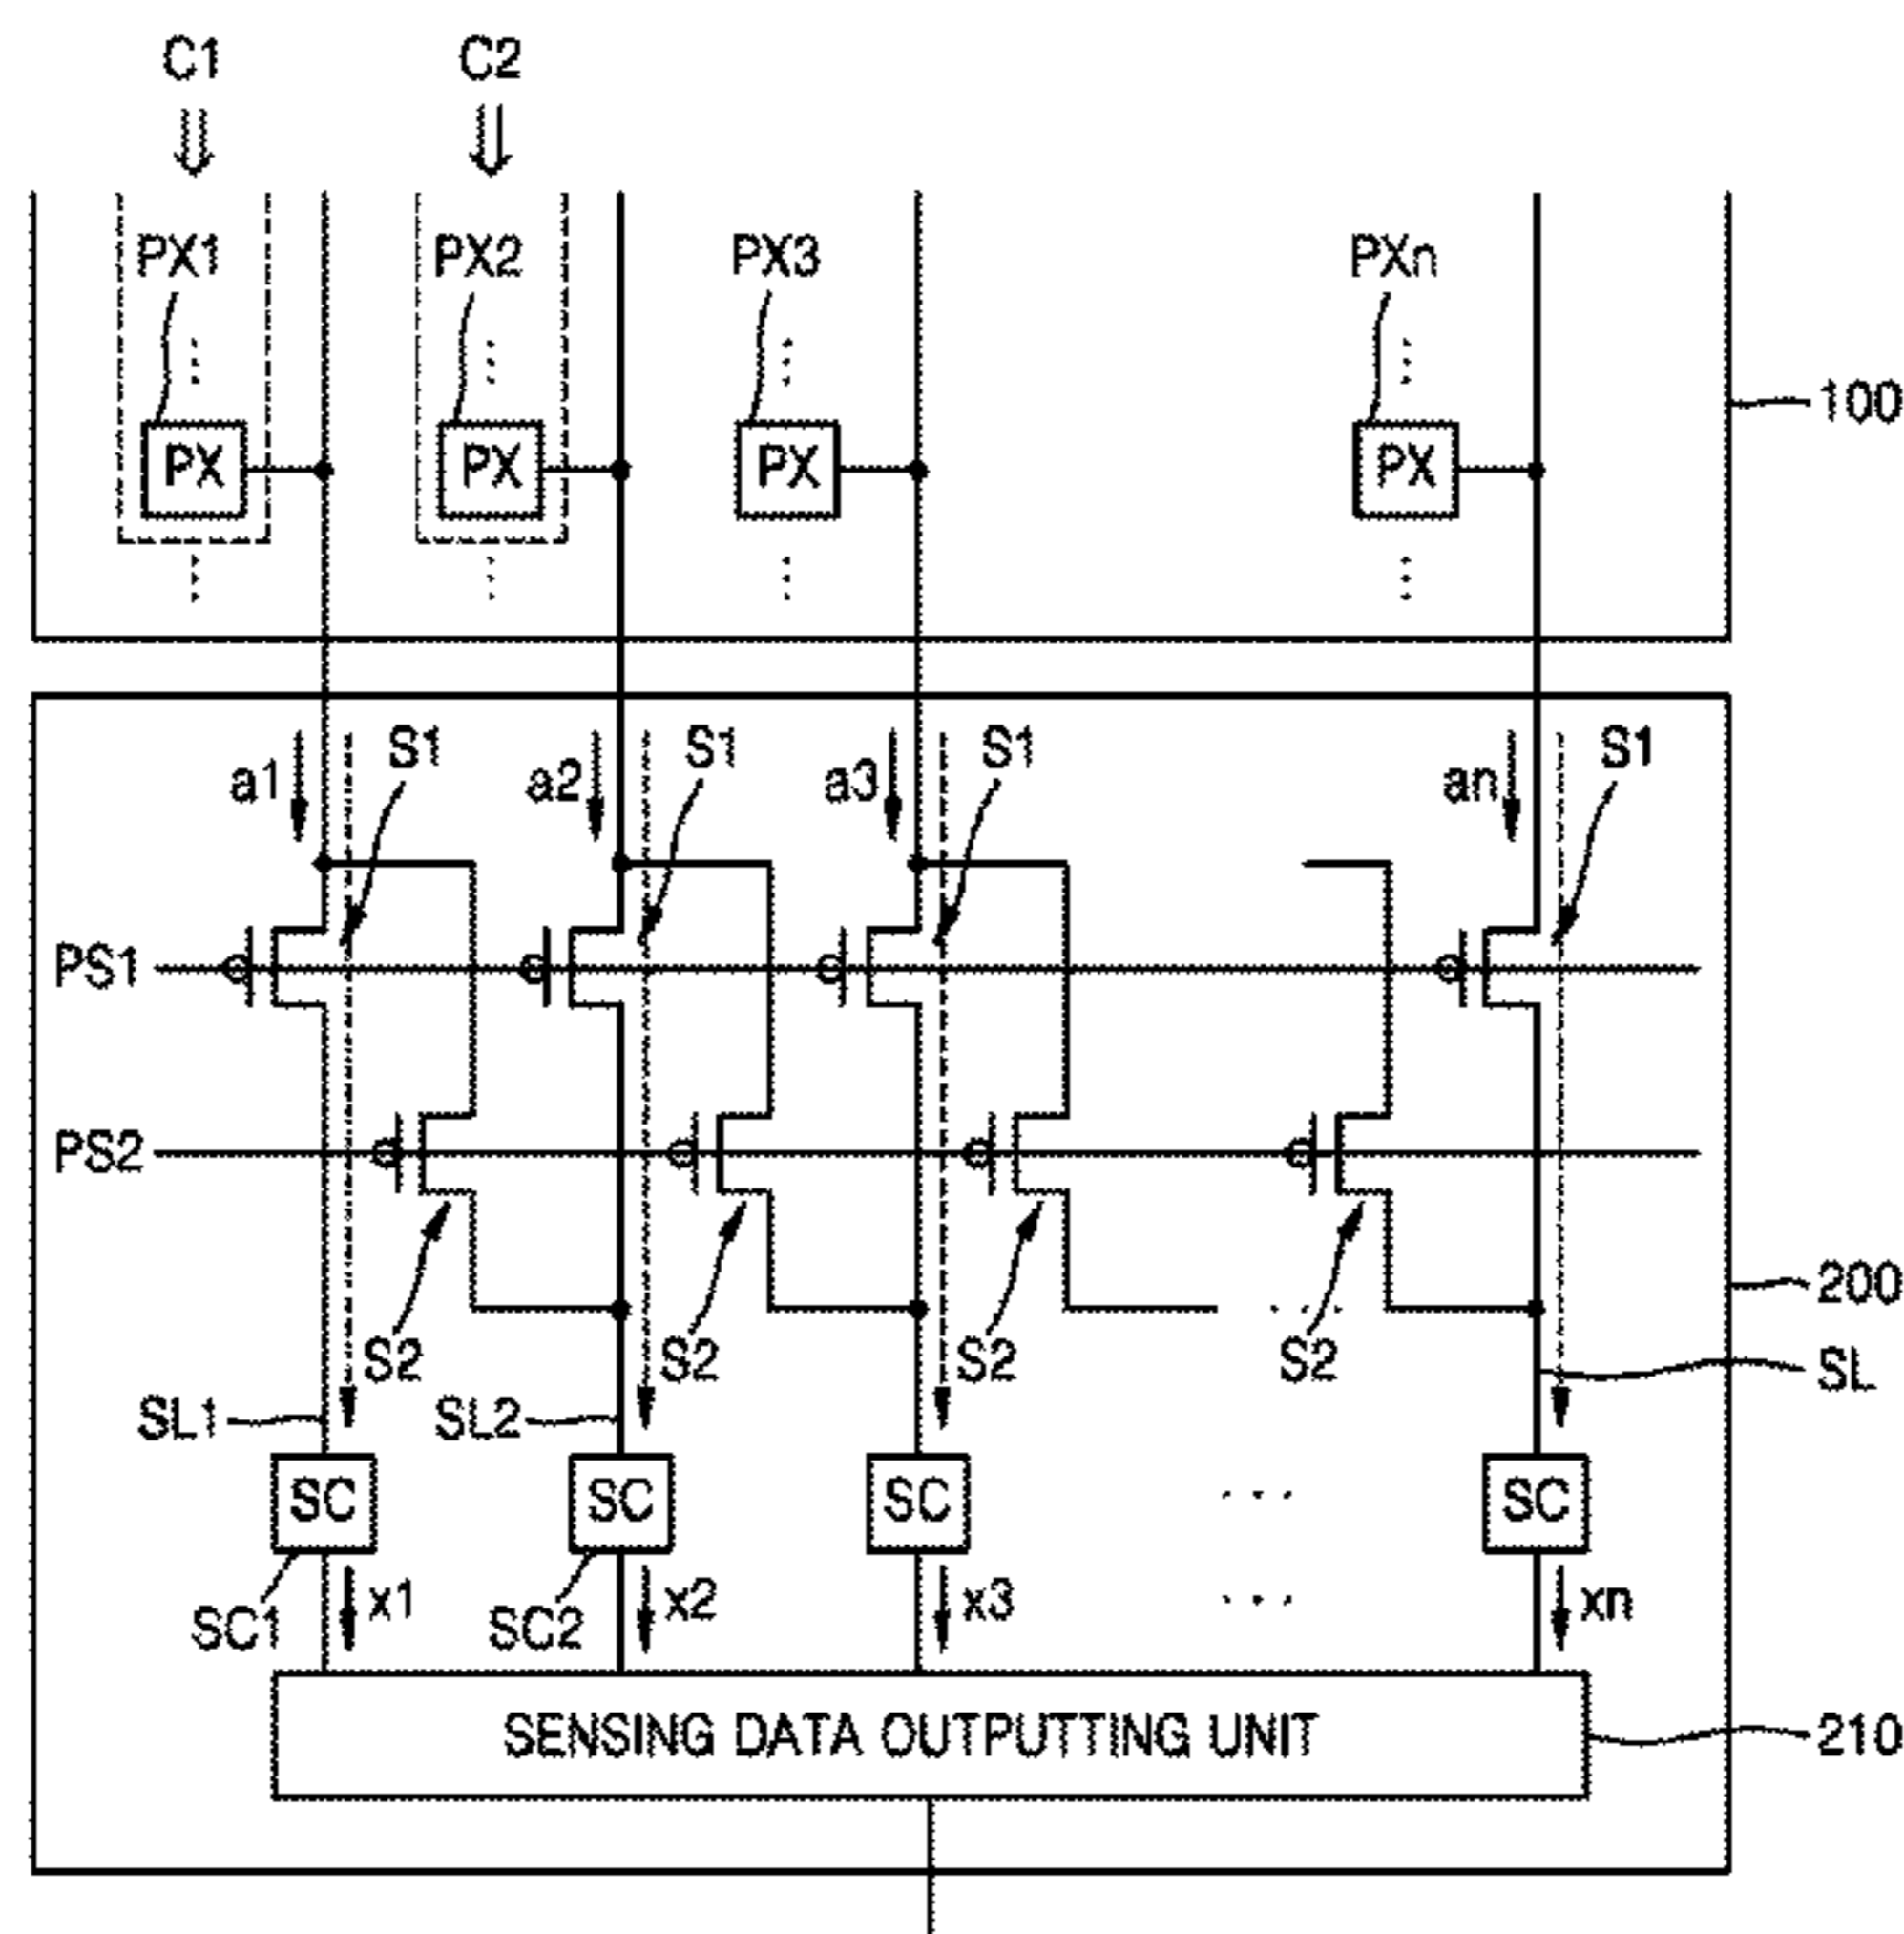 C1 C2
PX1 PX2 PX3 PXn
100
PX PX PX PX
S1 S1 S1 S1
a1 a2 a3 an
PS1
PS2
200
S2 S2 S2 S2
SL
SL1 SL2
SC SC SC ... SC
x1 x2 x3 ... xn
SC1 SC2
SENSING DATA OUTPUTTING UNIT
210